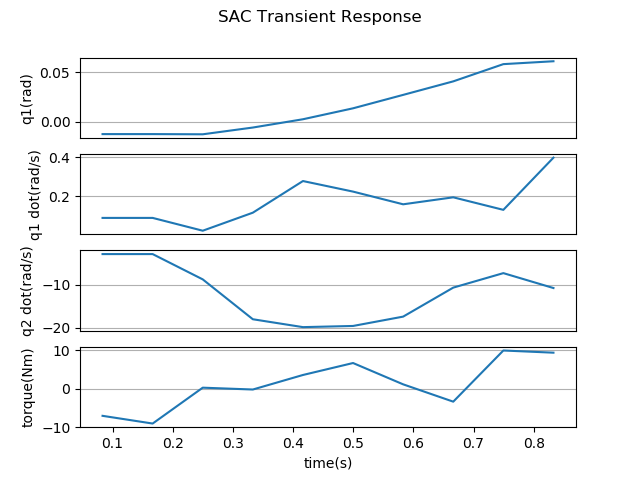 SAC Transient Response
q1(rad)
0.05
0.00
q1 dot(rad/s)
0.4
0.2
q2 dot(rad/s)
−10
−20
torque(Nm)
10
0
−10
0.1 0.2 0.3 0.4 0.5 0.6 0.7 0.8
time(s)